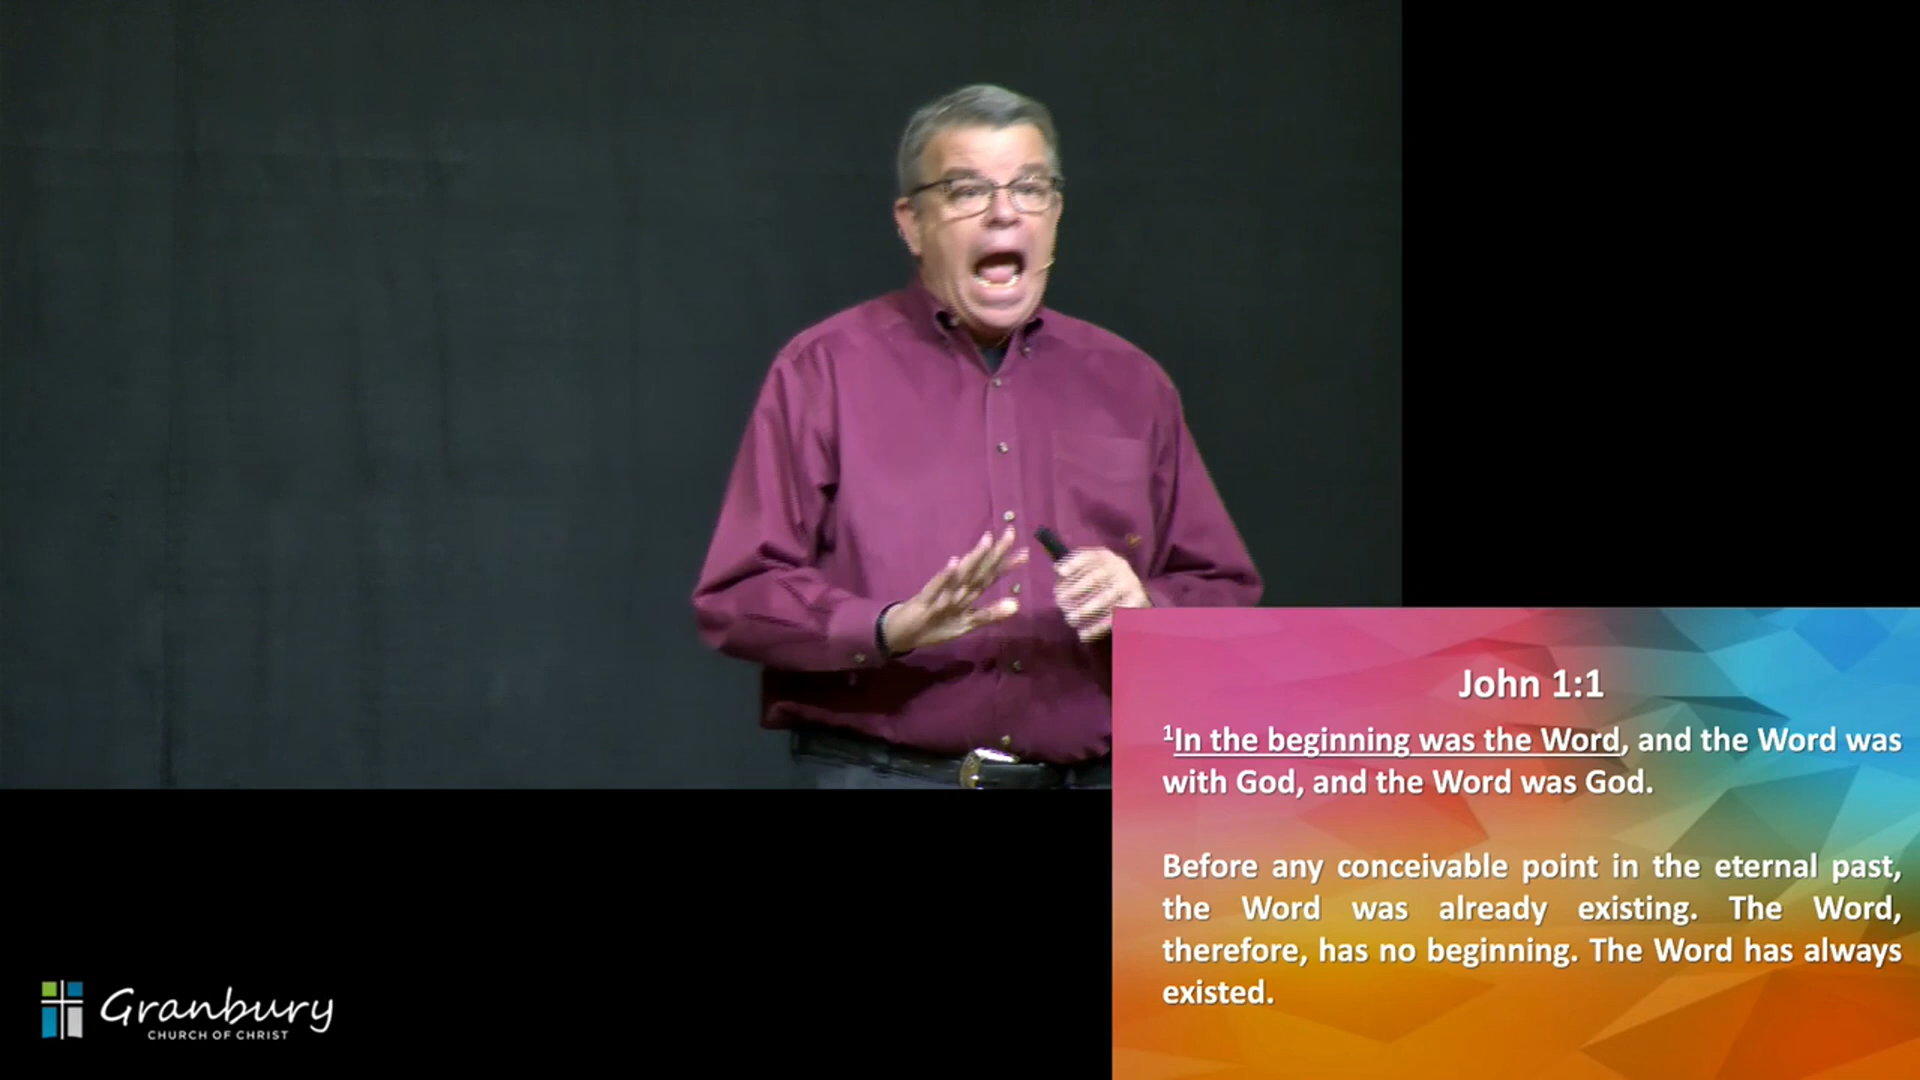 John 1:1
¹In the beginning was the Word, and the Word was
with God, and the Word was God.
Before any conceivable point in the eternal past,
the Word was already existing. The Word,
therefore, has no beginning. The Word has always
existed.
Granbury
CHURCH OF CHRIST